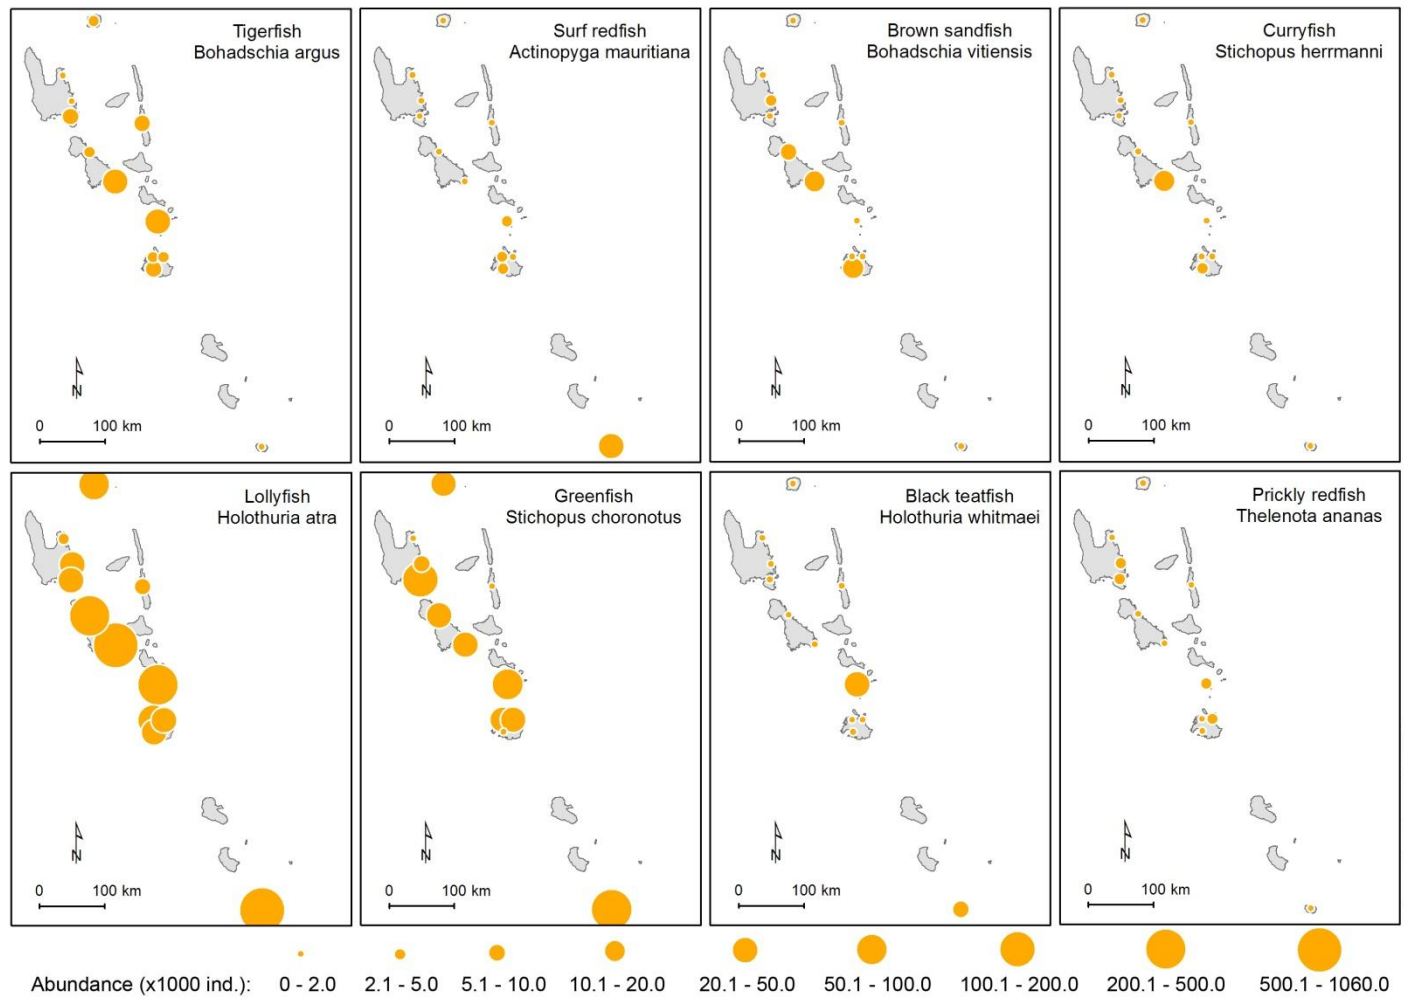 Tigerfish
Bohadschia argus
N
0 100 km
Surf redfish
Actinopyga mauritiana
N
0 100 km
Brown sandfish
Bohadschia vitiensis
N
0 100 km
Curryfish
Stichopus herrmanni
N
0 100 km
Lollyfish
Holothuria atra
N
0 100 km
Greenfish
Stichopus choronotus
N
0 100 km
Black teatfish
Holothuria whitmaei
N
0 100 km
Prickly redfish
Thelenota ananas
N
0 100 km
Abundance (x1000 ind.): 0 - 2.0 2.1 - 5.0 5.1 - 10.0 10.1 - 20.0 20.1 - 50.0 50.1 - 100.0 100.1 - 200.0 200.1 - 500.0 500.1 - 1060.0